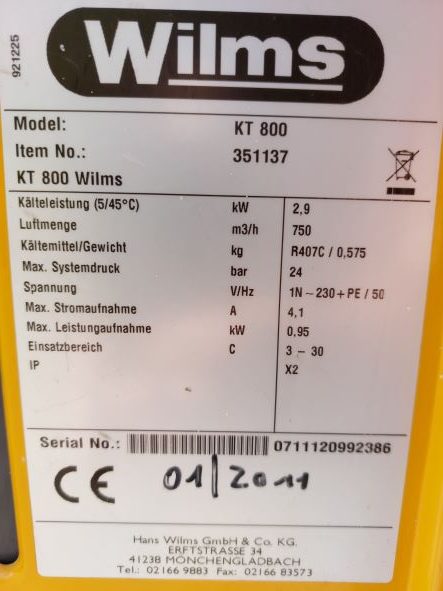 921225
Wilms
Model: KT 800
Item No.: 351137
KT 800 Wilms
Kälteleistung (5/45°C) kW 2,9
Luftmenge m3/h 750
Kältemittel/Gewicht kg R407C / 0,575
Max. Systemdruck bar 24
Spannung V/Hz 1N~230+PE / 50
Max. Stromaufnahme A 4,1
Max. Leistungaufnahme kW 0,95
Einsatzbereich C 3 – 30
IP X2
Serial No.: 0711120992386
CE 01/2011
Hans Wilms GmbH & Co. KG.
ERFTSTRASSE 34
41238 MÖNCHENGLADBACH
Tel.: 02166 9883 Fax: 02166 83573